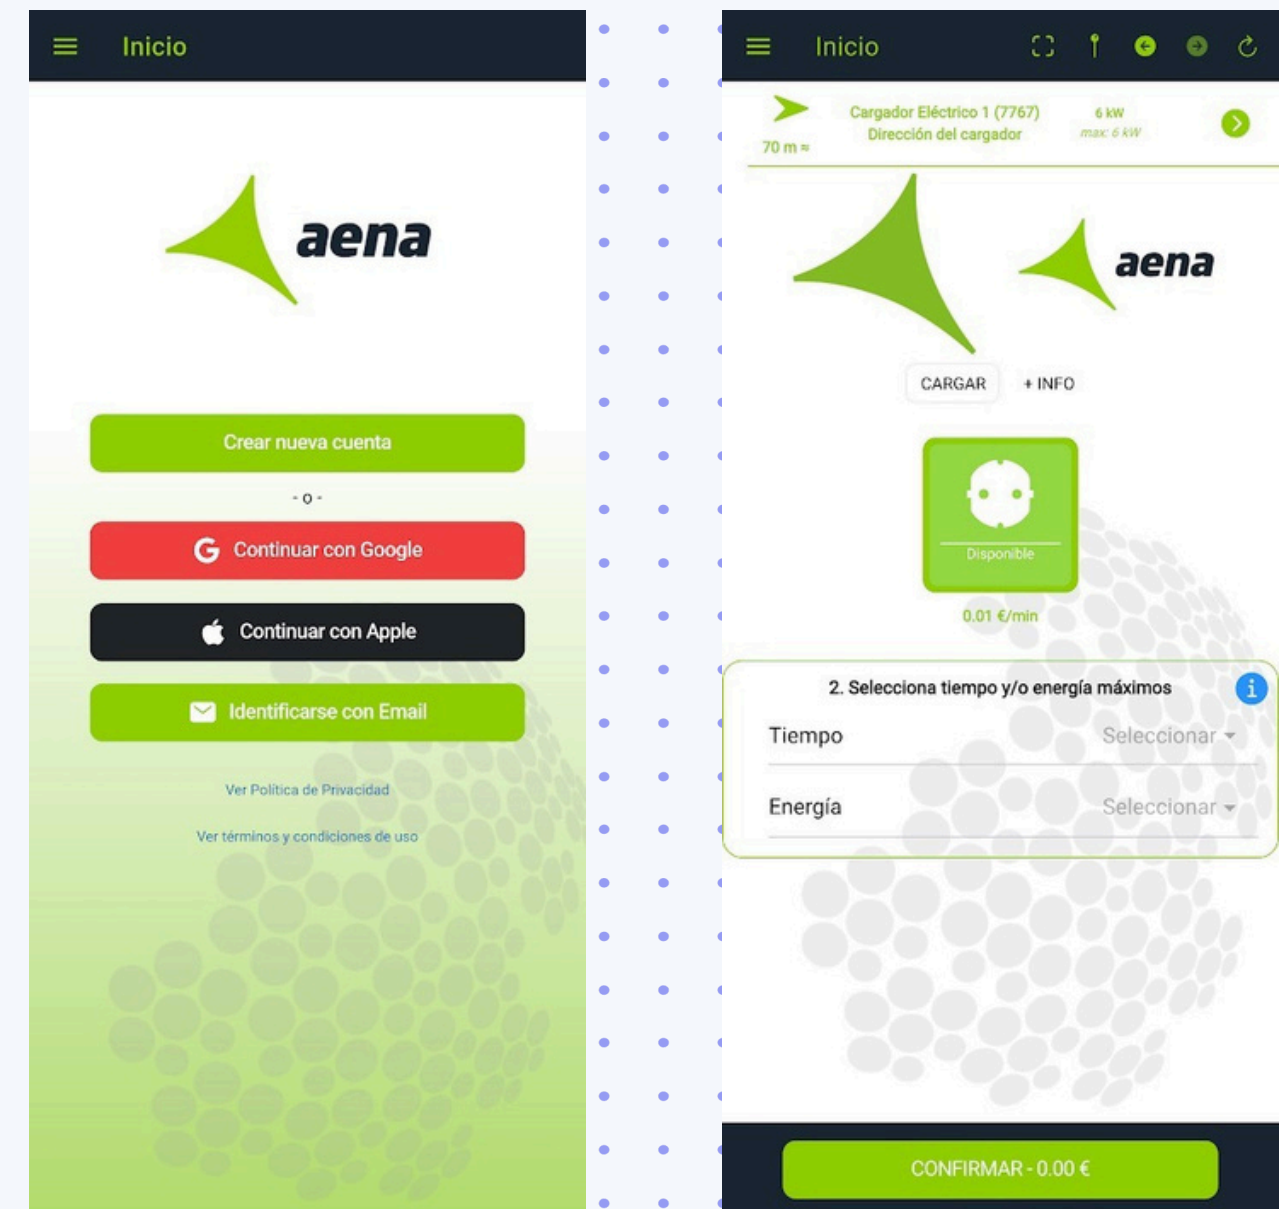 Inicio
aena
Crear nueva cuenta
- o -
Continuar con Google
Continuar con Apple
Identificarse con Email
Ver Política de Privacidad
Ver términos y condiciones de uso
Inicio
70 m ≈
Cargador Eléctrico 1 (7767)
Dirección del cargador
6 kW
max: 6 kW
aena
CARGAR + INFO
Disponible
0.01 €/min
2. Selecciona tiempo y/o energía máximos
Tiempo Seleccionar
Energía Seleccionar
CONFIRMAR - 0.00 €